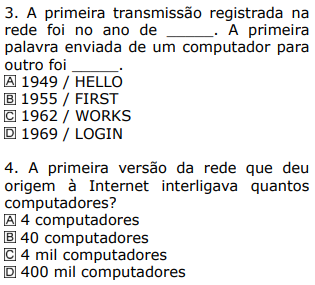 3. A primeira transmissão registrada na
rede foi no ano de ______. A primeira
palavra enviada de um computador para
outro foi ______.
A 1949 / HELLO
B 1955 / FIRST
C 1962 / WORKS
D 1969 / LOGIN
4. A primeira versão da rede que deu
origem à Internet interligava quantos
computadores?
A 4 computadores
B 40 computadores
C 4 mil computadores
D 400 mil computadores